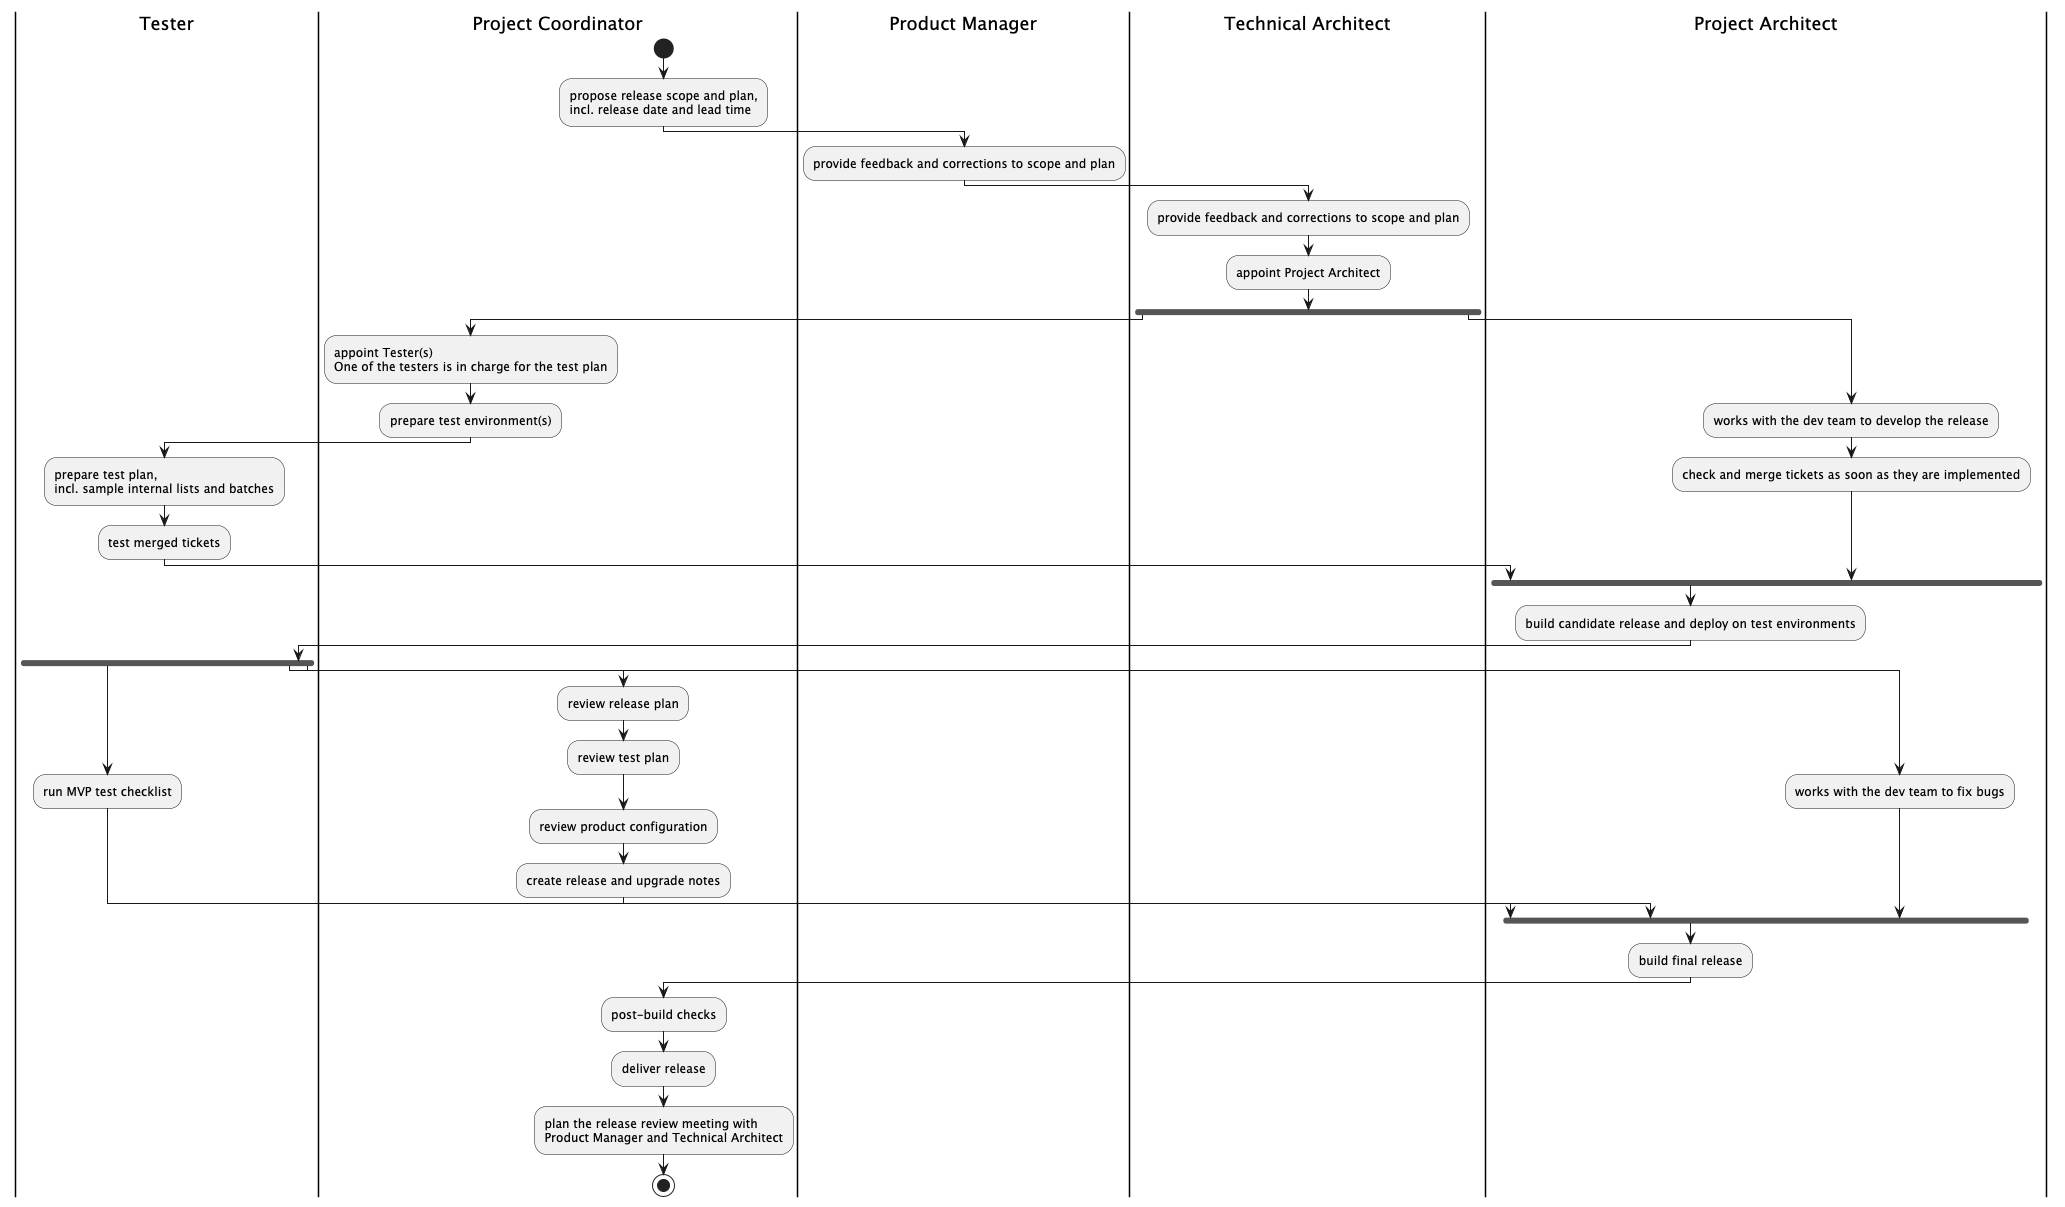 Tester
Project Coordinator
Product Manager
Technical Architect
Project Architect
propose release scope and plan,
incl. release date and lead time
provide feedback and corrections to scope and plan
provide feedback and corrections to scope and plan
appoint Project Architect
appoint Tester(s)
One of the testers is in charge for the test plan
prepare test environment(s)
works with the dev team to develop the release
prepare test plan,
incl. sample internal lists and batches
check and merge tickets as soon as they are implemented
test merged tickets
build candidate release and deploy on test environments
review release plan
review test plan
run MVP test checklist
works with the dev team to fix bugs
review product configuration
create release and upgrade notes
build final release
post-build checks
deliver release
plan the release review meeting with
Product Manager and Technical Architect